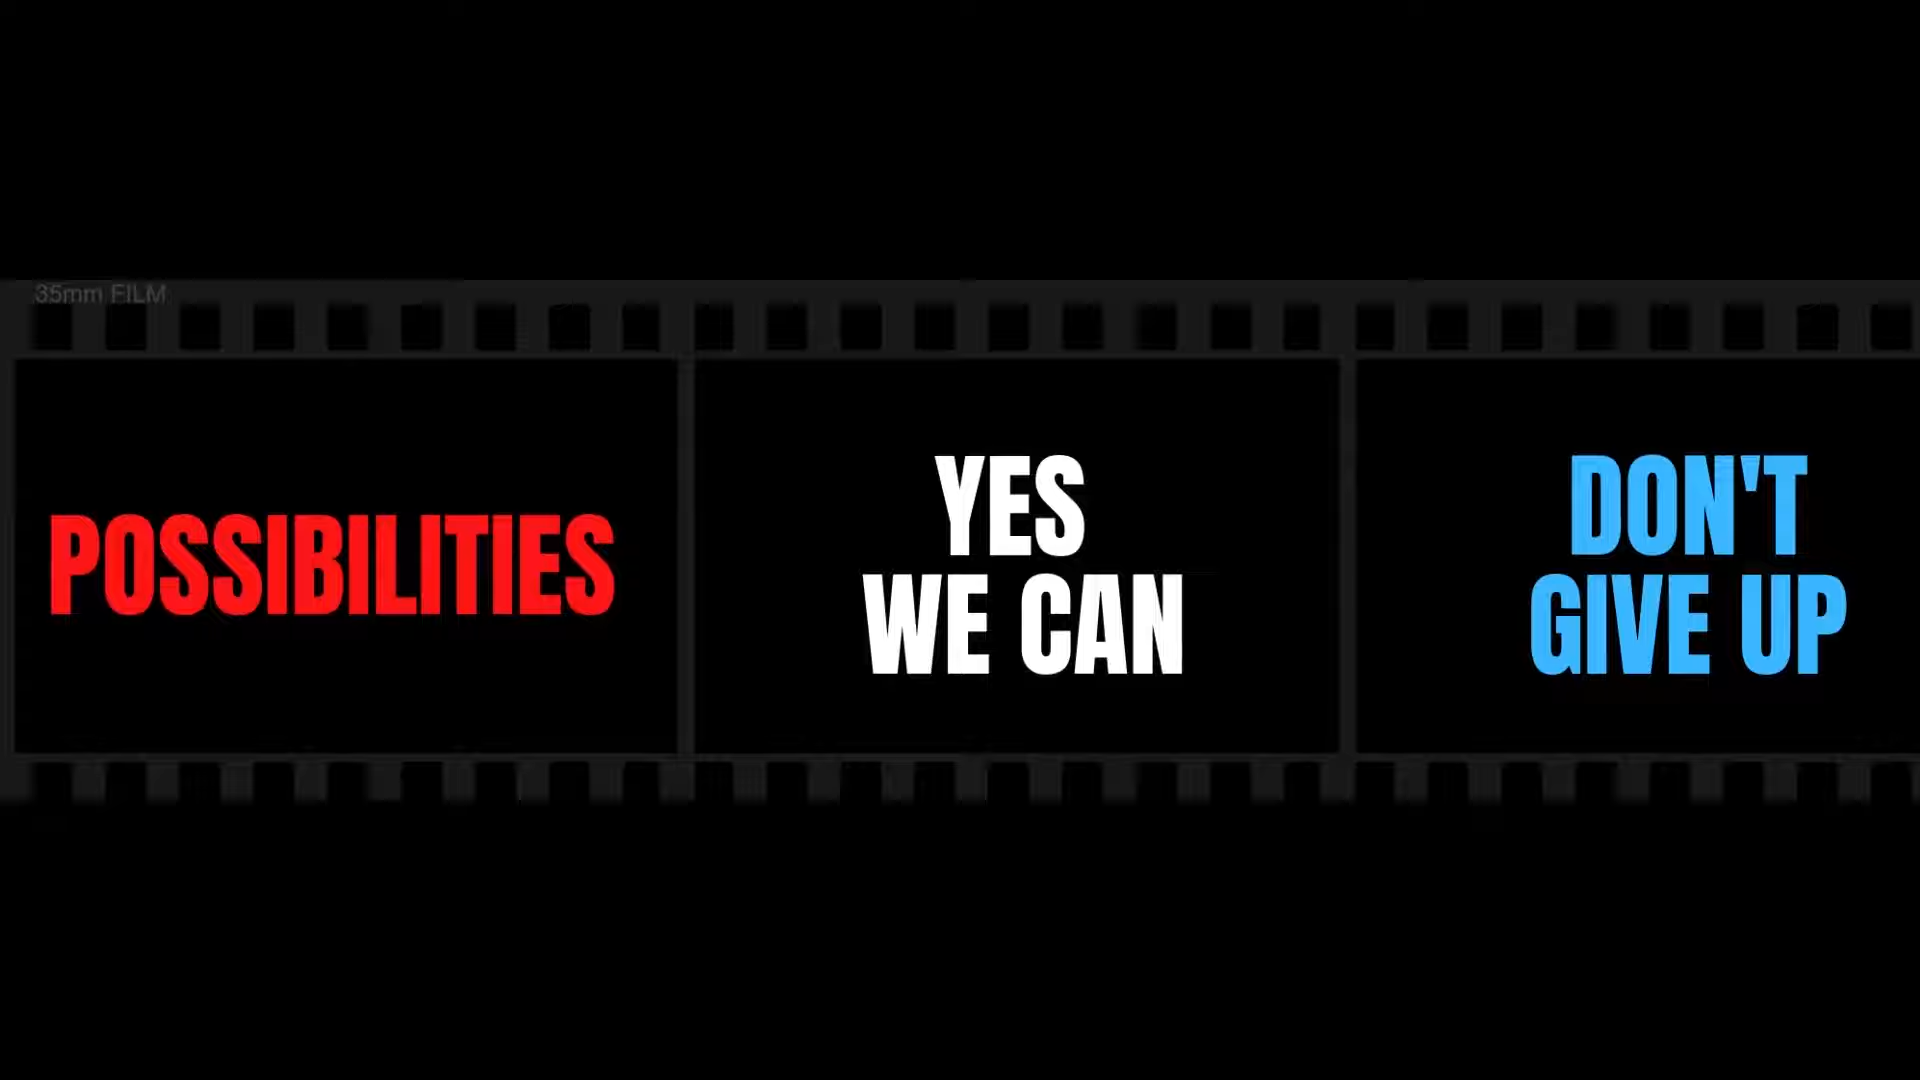 35mm FILM
POSSIBILITIES
YES
WE CAN
DON'T
GIVE UP